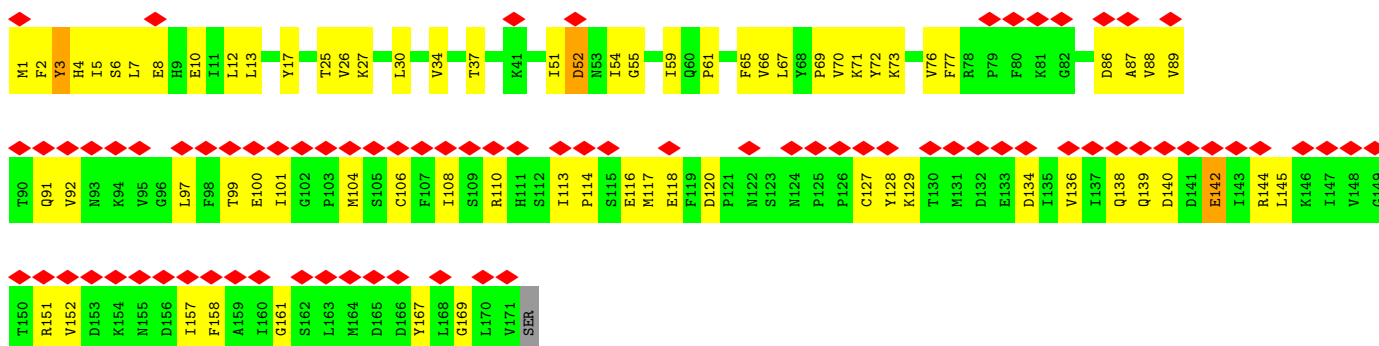 M1 F2 Y3 H4 I5 S6 L7 E8 H9 E10 I11 L12 L13 Y17 T25 V26 K27 L30 V34 T37 K41 I51 D52 N53 I54 G55 I59 Q60 P61 F65 V66 L67 Y68 P69 V70 K71 Y72 K73 V76 F77 R78 P79 F80 K81 G82 D86 A87 V88 V89
T90 Q91 V92 N93 K94 V95 G96 L97 F98 T99 E100 I101 G102 P103 M104 S105 C106 F107 I108 S109 R110 H111 S112 I113 P114 S115 E116 M117 E118 F119 D120 P121 N122 S123 N124 P125 P126 C127 Y128 K129 T130 M131 D132 E133 D134 I135 V136 I137 Q138 Q139 D140 D141 E142 I143 R144 L145 K146 I147 V148 G149
T150 R151 V152 D153 K154 N155 D156 I157 F158 A159 I160 G161 S162 L163 M164 D165 D166 Y167 L168 G169 L170 V171 SER